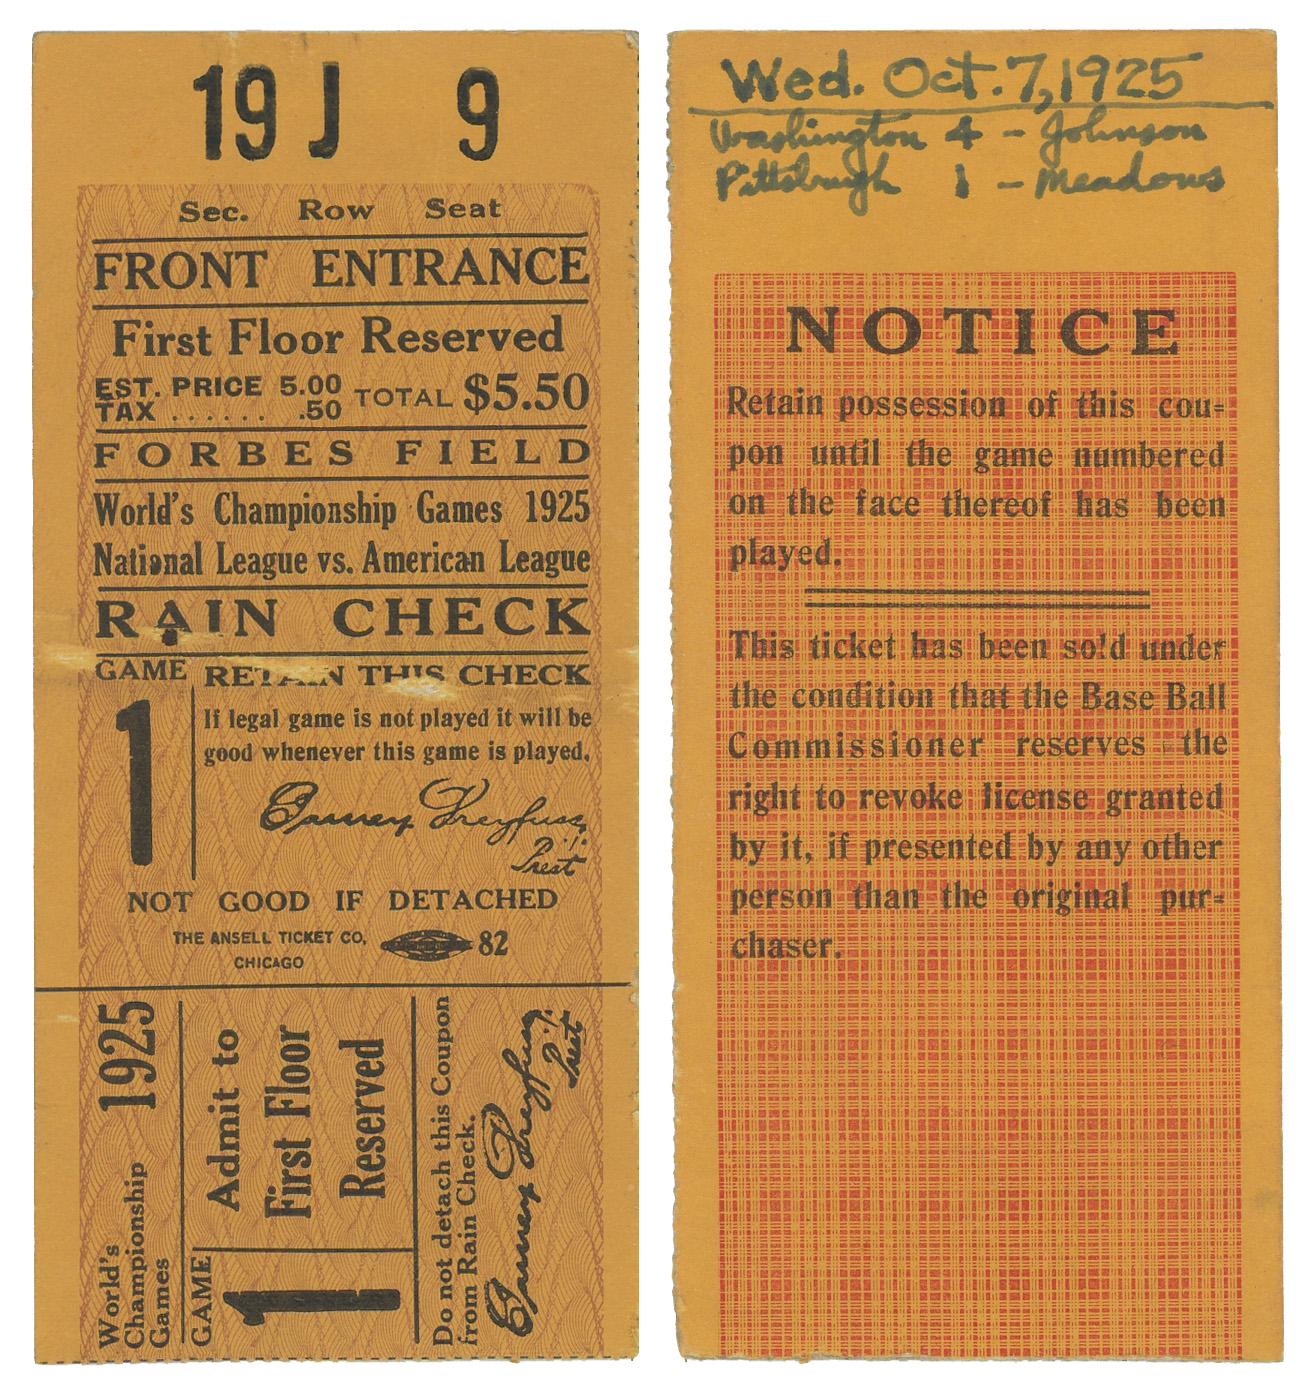 19 J 9
Sec. Row Seat
FRONT ENTRANCE
First Floor Reserved
EST. PRICE 5.00
TAX ...... .50
TOTAL $5.50
FORBES FIELD
World's Championship Games 1925
National League vs. American League
RAIN CHECK
GAME
1
RETAIN THIS CHECK
If legal game is not played it will be
good whenever this game is played.
Barney Dreyfuss
Prest
NOT GOOD IF DETACHED
THE ANSELL TICKET CO. 82
CHICAGO
World's
Championship
Games
1925
GAME
1
Admit to
First Floor
Reserved
Do not detach this Coupon
from Rain Check.
Barney Dreyfuss
Prest
Wed. Oct. 7, 1925
Washington 4 - Johnson
Pittsburgh 1 - Meadows
NOTICE
Retain possession of this cou-
pon until the game numbered
on the face thereof has been
played.
This ticket has been sold under
the condition that the Base Ball
Commissioner reserves the
right to revoke license granted
by it, if presented by any other
person than the original pur-
chaser.